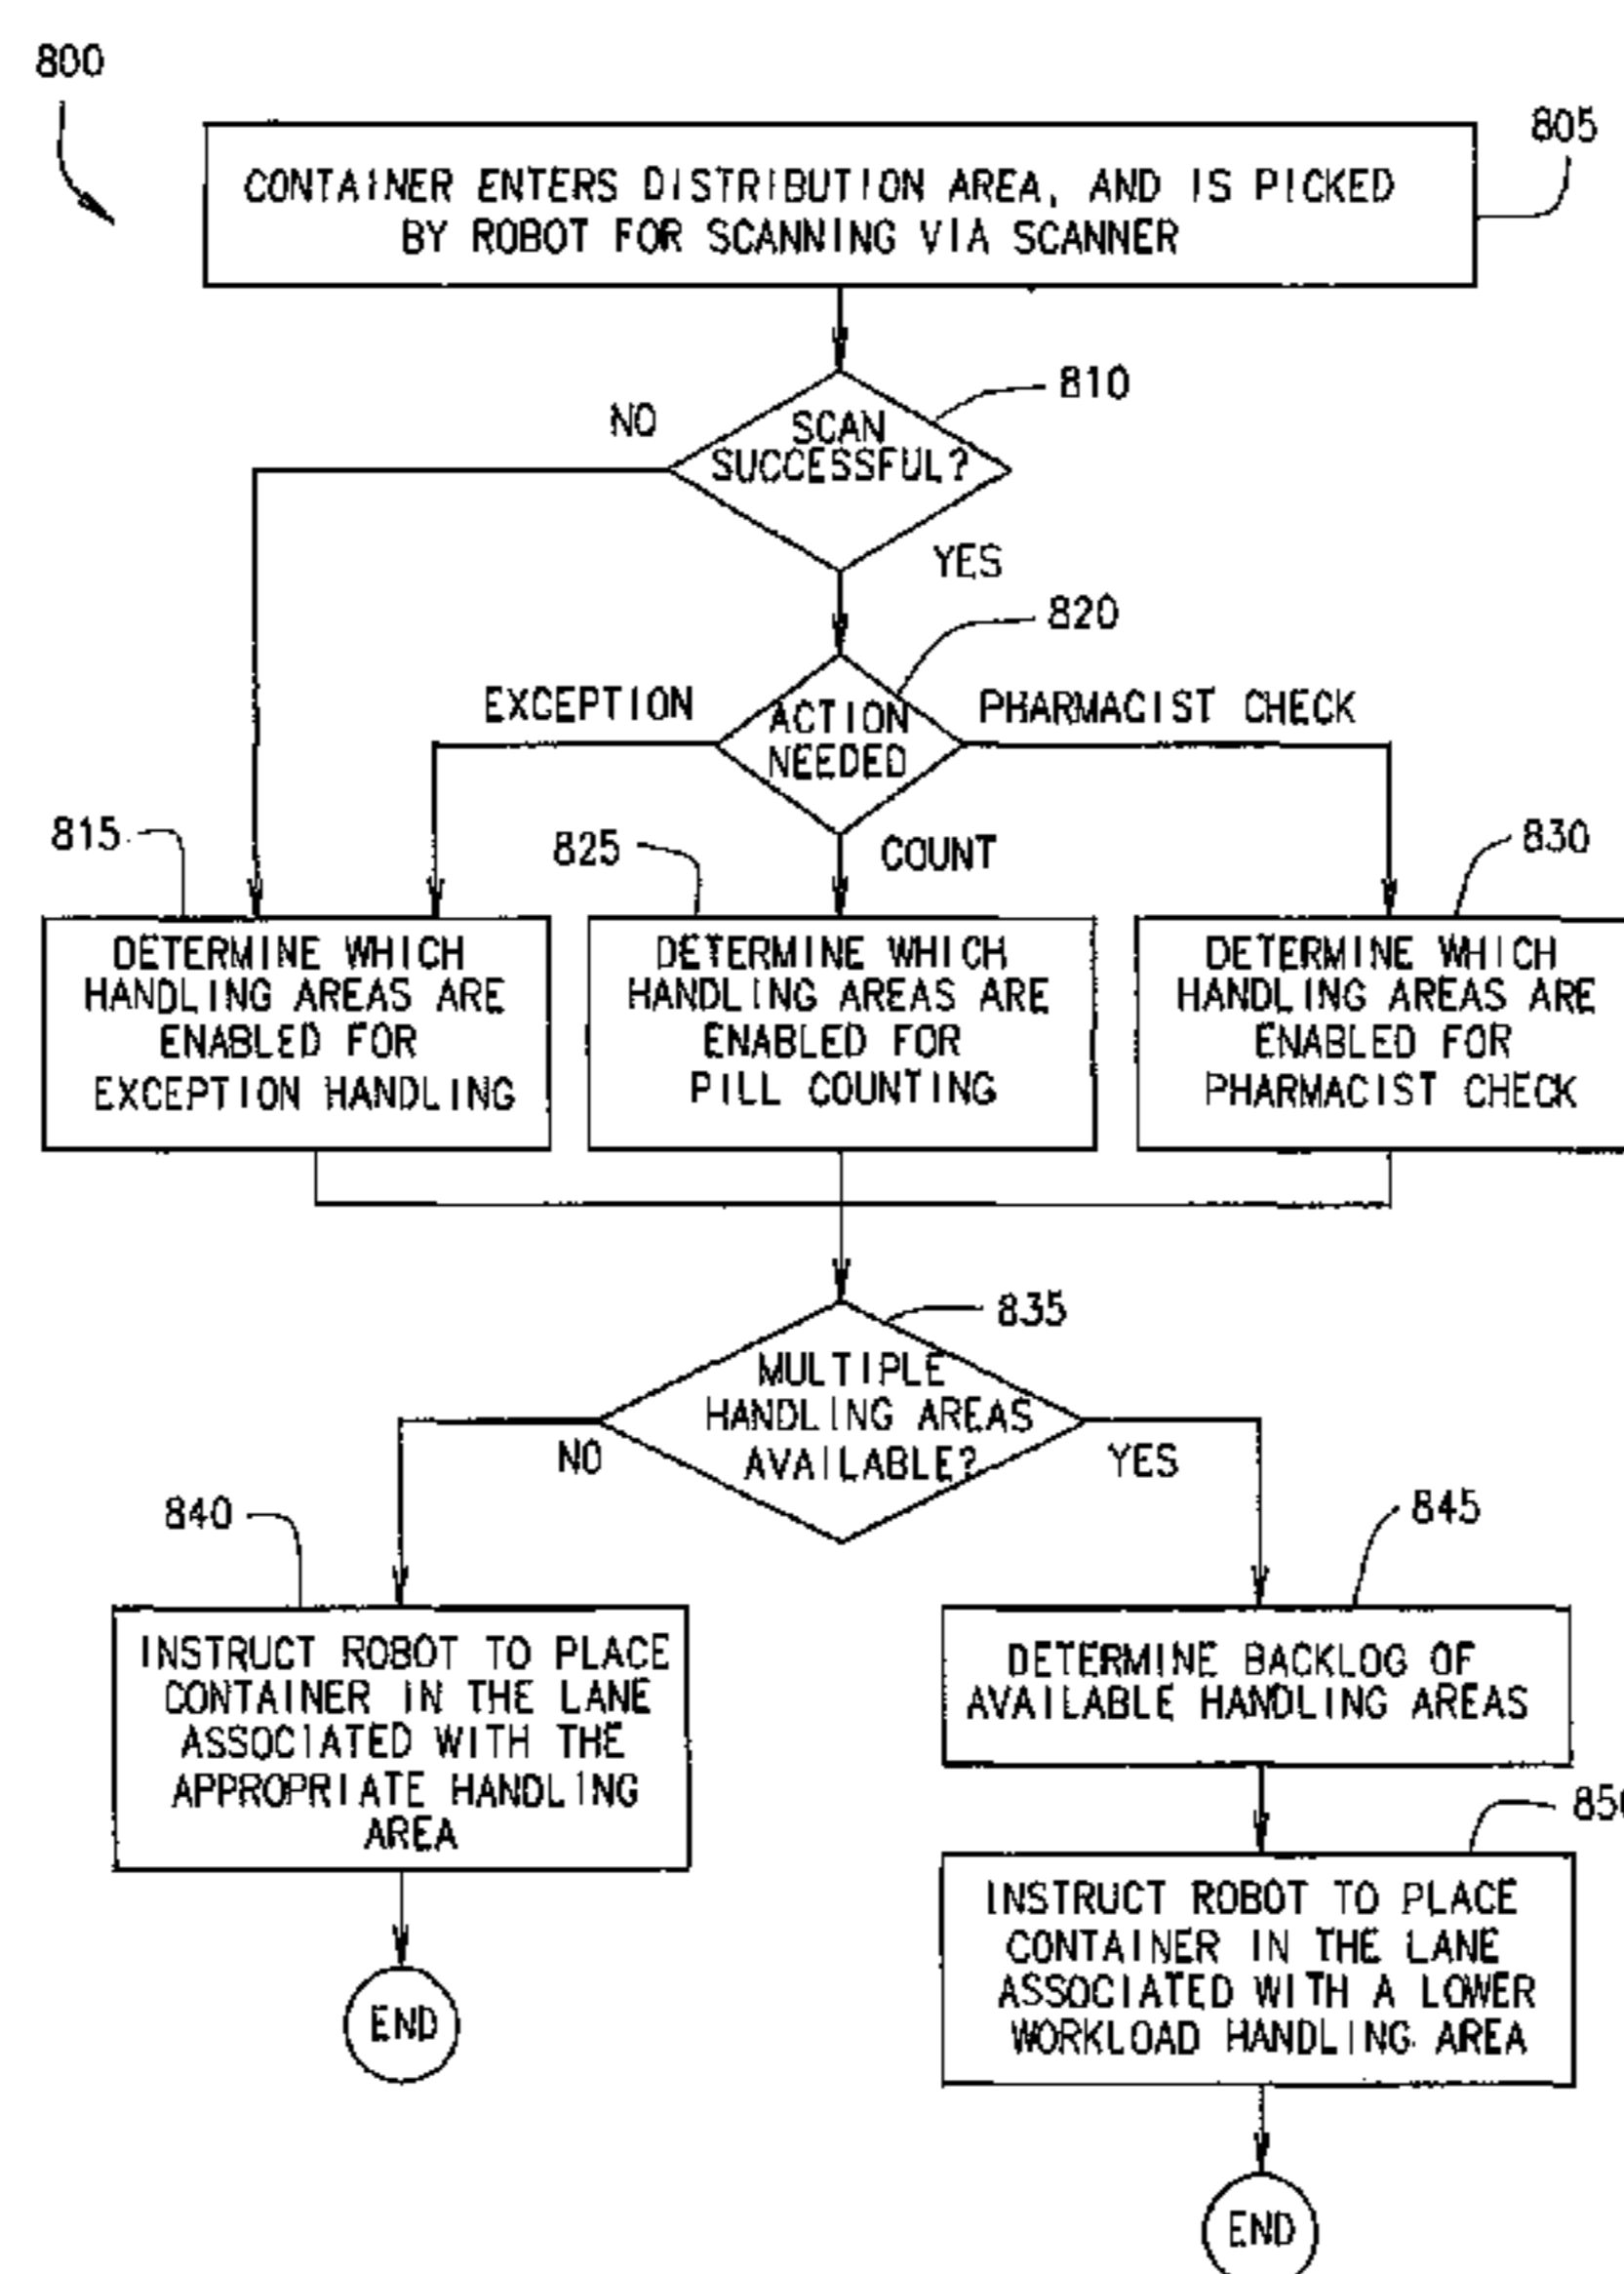 800
805
CONTAINER ENTERS DISTRIBUTION AREA, AND IS PICKED
BY ROBOT FOR SCANNING VIA SCANNER
810
NO
SCAN
SUCCESSFUL?
YES
820
EXCEPTION
ACTION
NEEDED
PHARMACIST CHECK
815
825
COUNT
830
DETERMINE WHICH
HANDLING AREAS ARE
ENABLED FOR
EXCEPTION HANDLING
DETERMINE WHICH
HANDLING AREAS ARE
ENABLED FOR
PILL COUNTING
DETERMINE WHICH
HANDLING AREAS ARE
ENABLED FOR
PHARMACIST CHECK
835
MULTIPLE
HANDLING AREAS
AVAILABLE?
NO
YES
840
845
INSTRUCT ROBOT TO PLACE
CONTAINER IN THE LANE
ASSOCIATED WITH THE
APPROPRIATE HANDLING
AREA
DETERMINE BACKLOG OF
AVAILABLE HANDLING AREAS
850
INSTRUCT ROBOT TO PLACE
CONTAINER IN THE LANE
ASSOCIATED WITH A LOWER
WORKLOAD HANDLING AREA
END
END